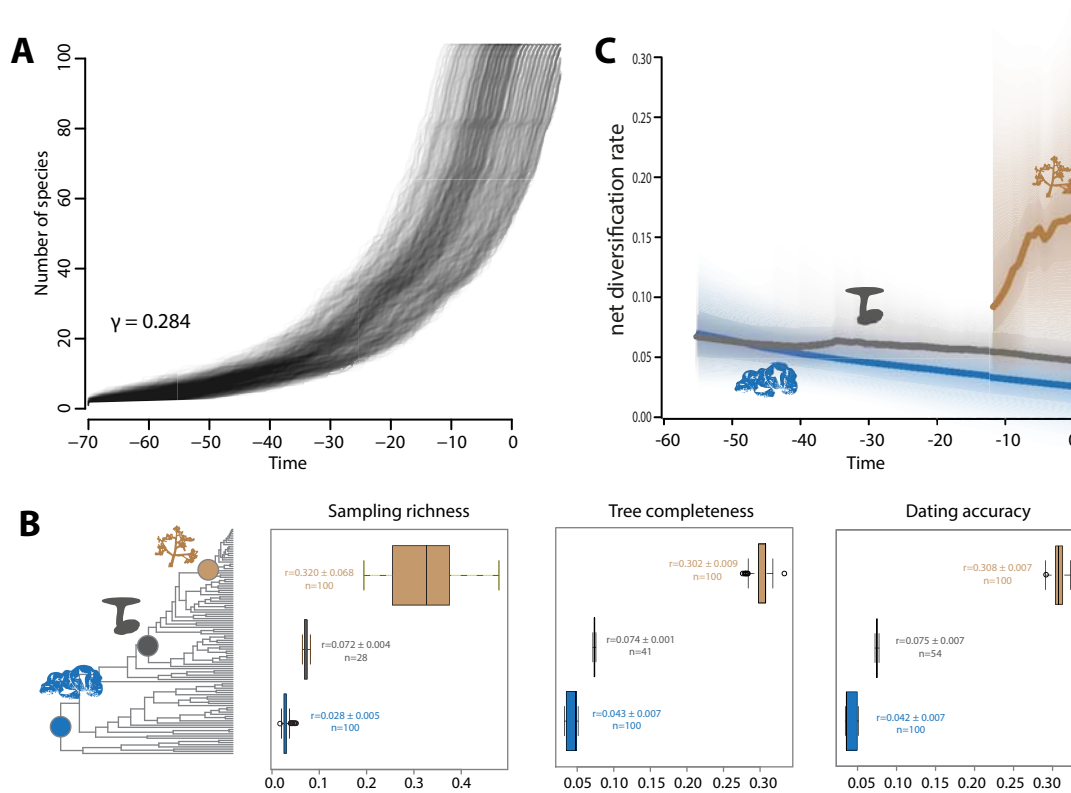 A
Number of species
100
80
60
40
20
0
γ = 0.284
−70 −60 −50 −40 −30 −20 −10 0
Time
C
net diversification rate
0.30
0.25
0.20
0.15
0.10
0.05
0.00
-60 -50 -40 -30 -20 -10
Time
B
Sampling richness
r=0.320 ± 0.068
n=100
r=0.072 ± 0.004
n=28
r=0.028 ± 0.005
n=100
0.0 0.1 0.2 0.3 0.4
Tree completeness
r=0.302 ± 0.009
n=100
r=0.074 ± 0.001
n=41
r=0.043 ± 0.007
n=100
0.05 0.10 0.15 0.20 0.25 0.30
Dating accuracy
r=0.308 ± 0.007
n=100
r=0.075 ± 0.007
n=54
r=0.042 ± 0.007
n=100
0.05 0.10 0.15 0.20 0.25 0.30